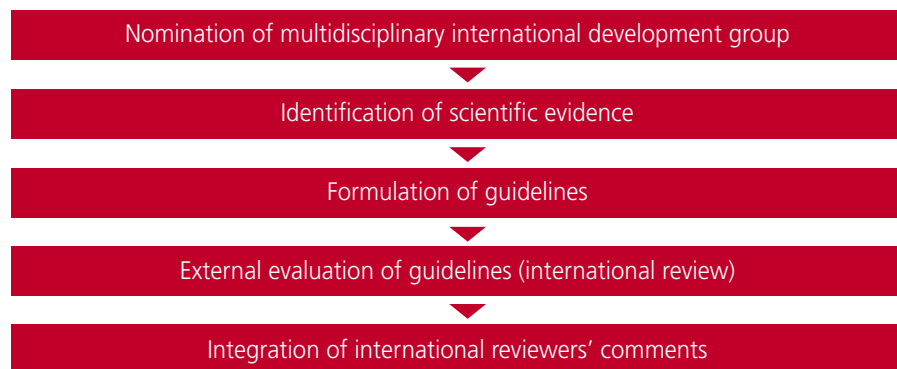 Nomination of multidisciplinary international development group
Identification of scientific evidence
Formulation of guidelines
External evaluation of guidelines (international review)
Integration of international reviewers’ comments